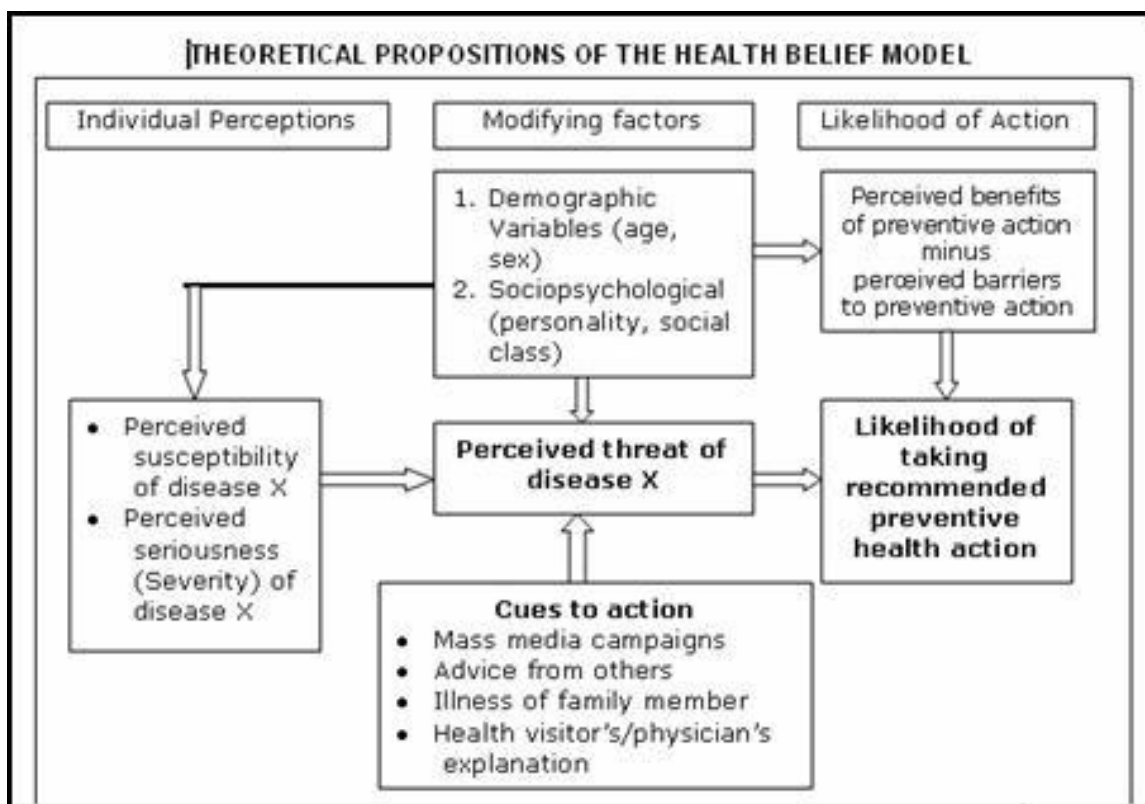 THEORETICAL PROPOSITIONS OF THE HEALTH BELIEF MODEL
Individual Perceptions
Modifying factors
Likelihood of Action
1. Demographic
Variables (age,
sex)
2. Sociopsychological
(personality, social
class)
Perceived benefits
of preventive action
minus
perceived barriers
to preventive action
• Perceived
susceptibility
of disease X
• Perceived
seriousness
(Severity) of
disease X
Perceived threat of
disease X
Likelihood of
taking
recommended
preventive
health action
Cues to action
• Mass media campaigns
• Advice from others
• Illness of family member
• Health visitor's/physician's
explanation